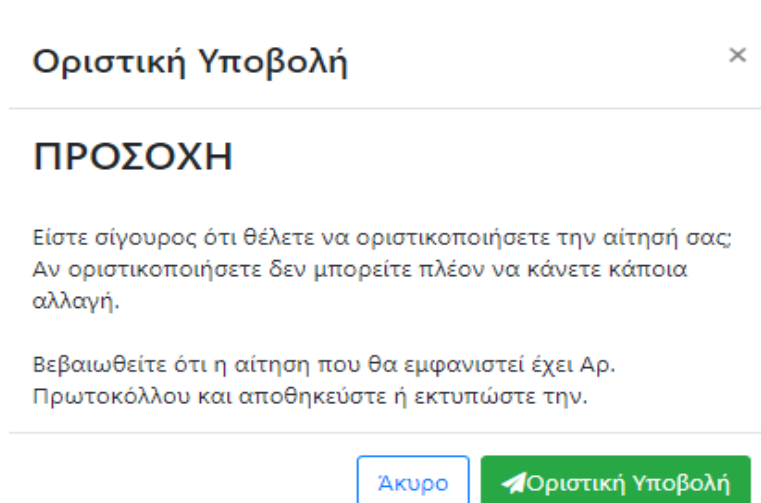 Οριστική Υποβολή
×
ΠΡΟΣΟΧΗ
Είστε σίγουρος ότι θέλετε να οριστικοποιήσετε την αίτησή σας;
Αν οριστικοποιήσετε δεν μπορείτε πλέον να κάνετε κάποια
αλλαγή.
Βεβαιωθείτε ότι η αίτηση που θα εμφανιστεί έχει Αρ.
Πρωτοκόλλου και αποθηκεύστε ή εκτυπώστε την.
Άκυρο
Οριστική Υποβολή